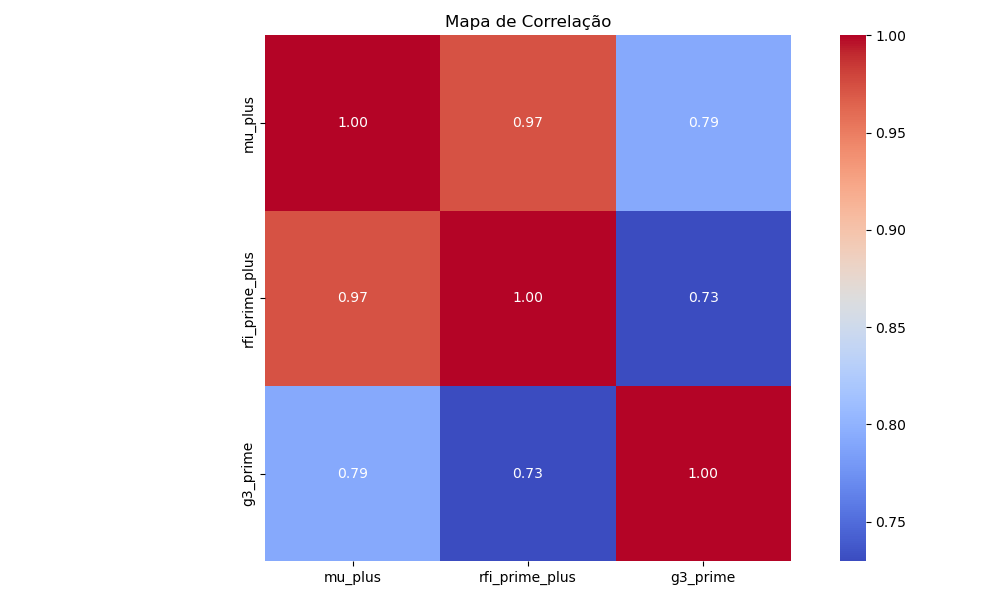 Mapa de Correlação
mu_plus
1.00
0.97
0.79
rfi_prime_plus
0.97
1.00
0.73
g3_prime
0.79
0.73
1.00
mu_plus
rfi_prime_plus
g3_prime
1.00
0.95
0.90
0.85
0.80
0.75